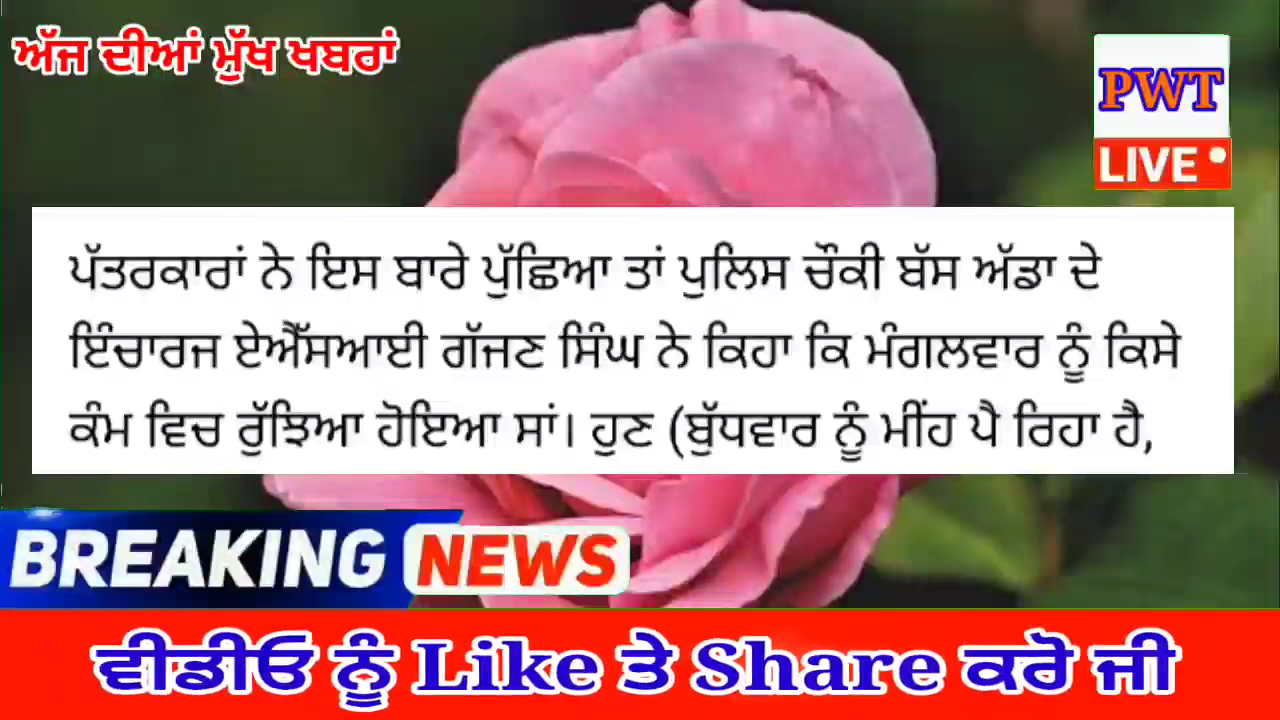 ਅੱਜ ਦੀਆਂ ਮੁੱਖ ਖਬਰਾਂ
PWT
LIVE
ਪੱਤਰਕਾਰਾਂ ਨੇ ਇਸ ਬਾਰੇ ਪੁੱਛਿਆ ਤਾਂ ਪੁਲਿਸ ਚੌਕੀ ਬੱਸ ਅੱਡਾ ਦੇ
ਇੰਚਾਰਜ ਏਐੱਸਆਈ ਗੱਜਣ ਸਿੰਘ ਨੇ ਕਿਹਾ ਕਿ ਮੰਗਲਵਾਰ ਨੂੰ ਕਿਸੇ
ਕੰਮ ਵਿਚ ਰੁੱਝਿਆ ਹੋਇਆ ਸਾਂ। ਹੁਣ (ਬੁੱਧਵਾਰ ਨੂੰ ਮੀਂਹ ਪੈ ਰਿਹਾ ਹੈ,
BREAKING NEWS
ਵੀਡੀਓ ਨੂੰ Like ਤੇ Share ਕਰੋ ਜੀ